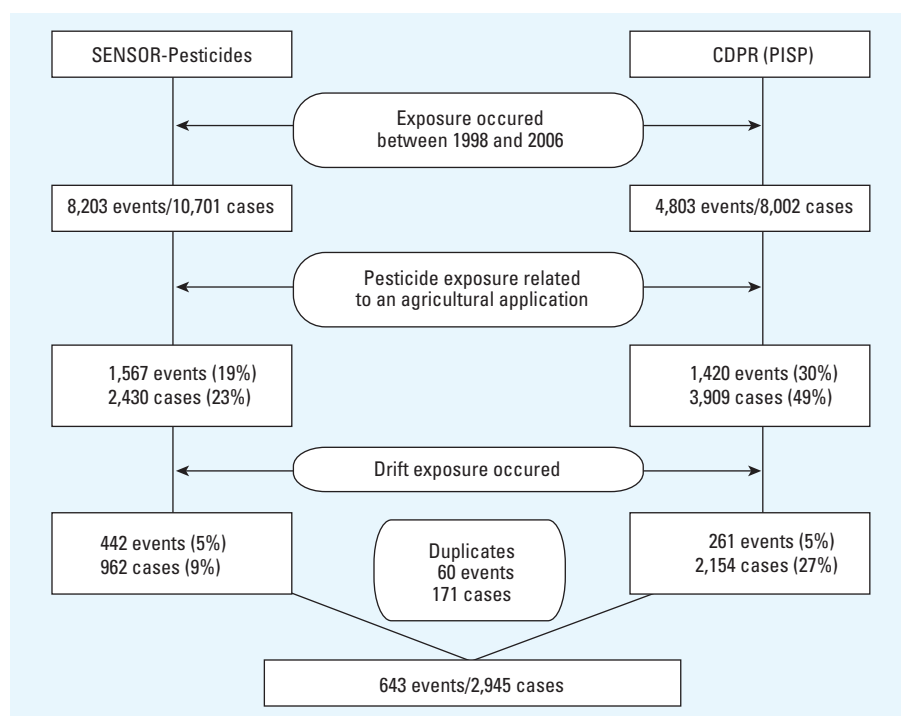 SENSOR-Pesticides
CDPR (PISP)
Exposure occured
between 1998 and 2006
8,203 events/10,701 cases
4,803 events/8,002 cases
Pesticide exposure related
to an agricultural application
1,567 events (19%)
2,430 cases (23%)
1,420 events (30%)
3,909 cases (49%)
Drift exposure occured
442 events (5%)
962 cases (9%)
Duplicates
60 events
171 cases
261 events (5%)
2,154 cases (27%)
643 events/2,945 cases